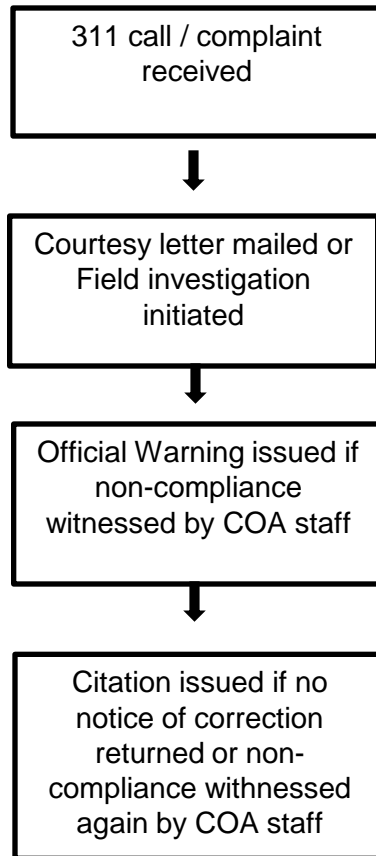 311 call / complaint
received
Courtesy letter mailed or
Field investigation
initiated
Official Warning issued if
non-compliance
witnessed by COA staff
Citation issued if no
notice of correction
returned or non-
compliance withnessed
again by COA staff